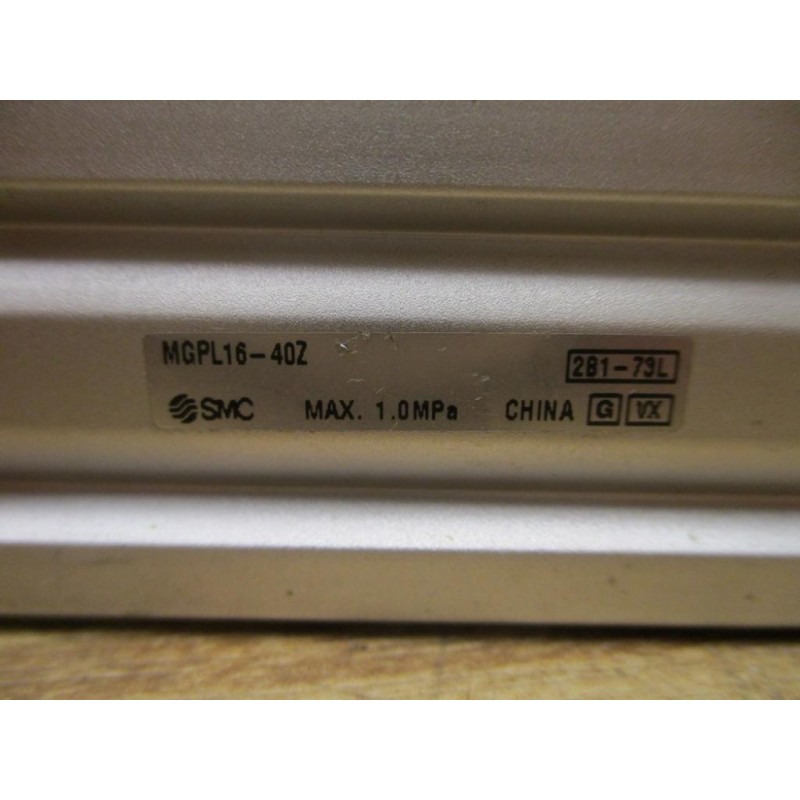 MGPL16-40Z 2B1-73L
SMC MAX. 1.0MPa CHINA G VX